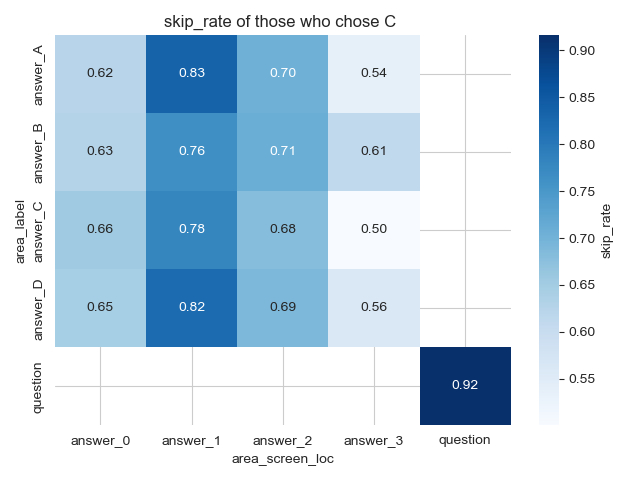 skip_rate of those who chose C
answer_A
0.62 0.83 0.70 0.54
answer_B
0.63 0.76 0.71 0.61
answer_C
0.66 0.78 0.68 0.50
answer_D
0.65 0.82 0.69 0.56
question
0.92
area_label
answer_0 answer_1 answer_2 answer_3 question
area_screen_loc
0.90
0.85
0.80
0.75
0.70
0.65
0.60
0.55
skip_rate